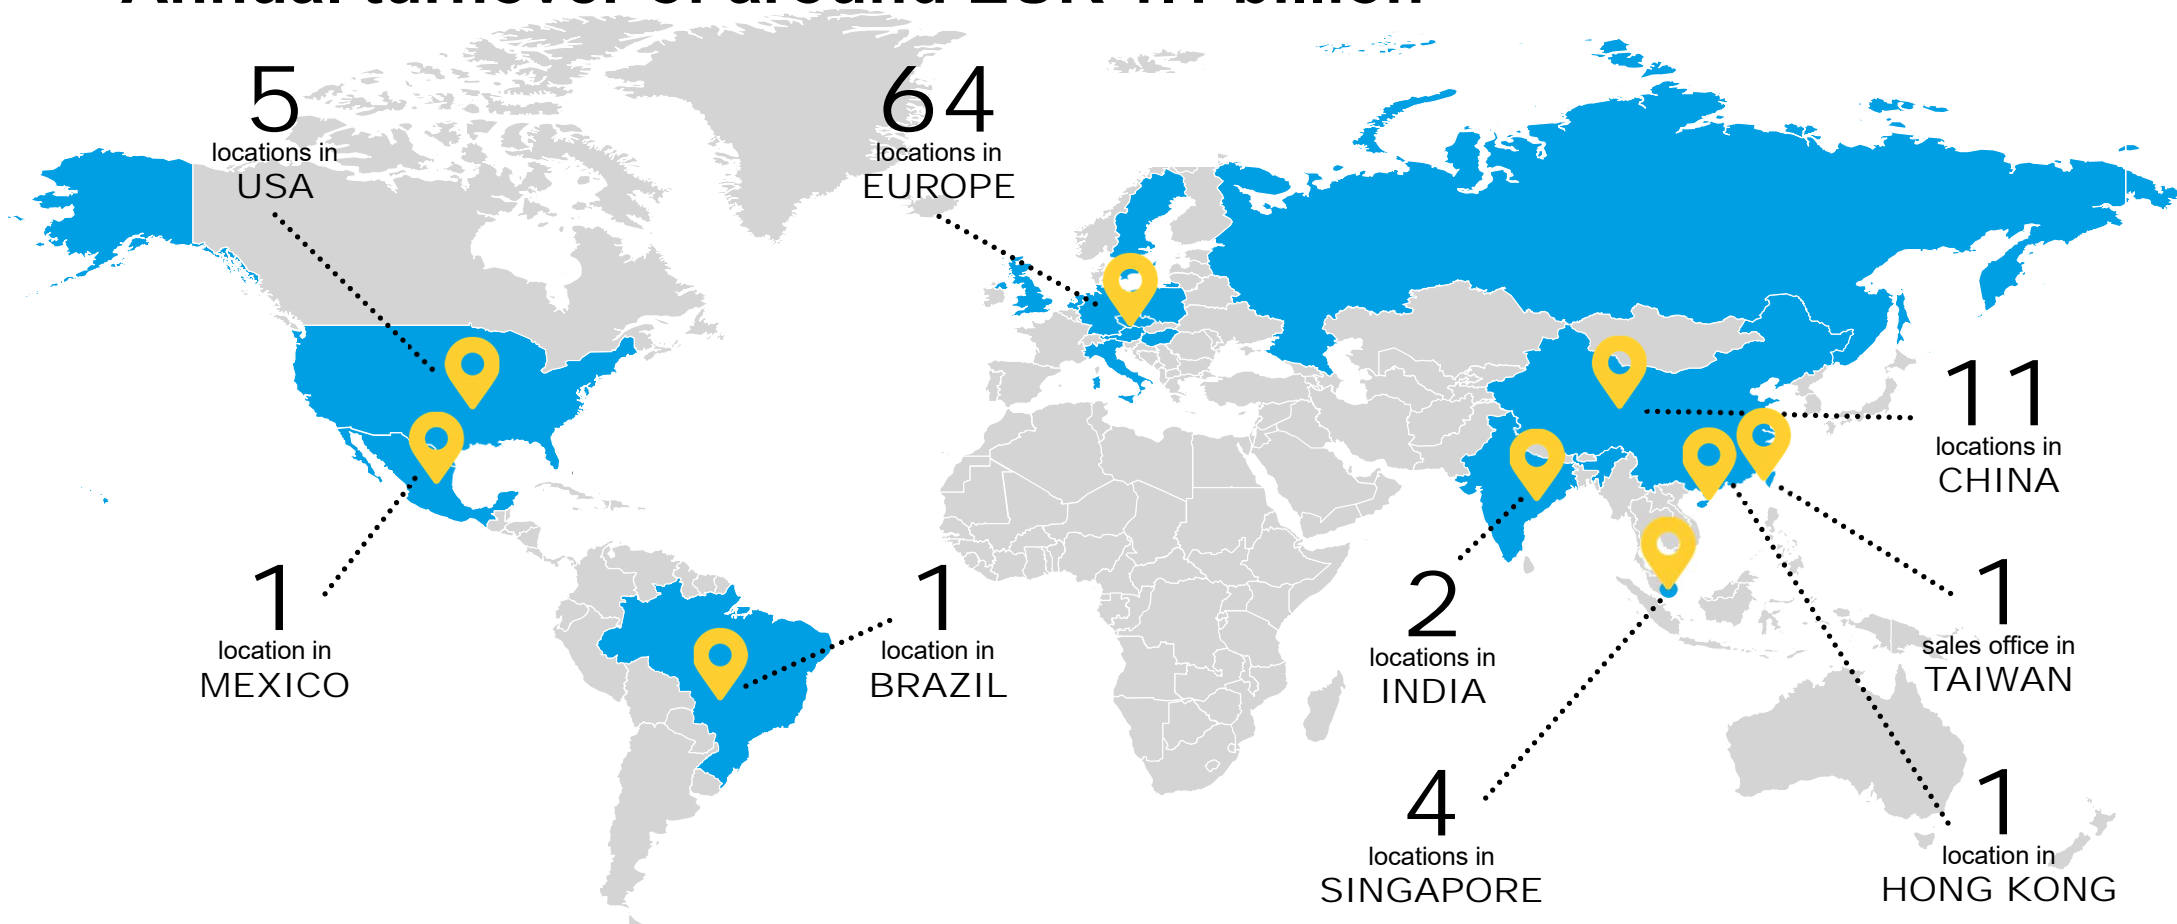 5
locations in
USA
64
locations in
EUROPE
11
locations in
CHINA
1
location in
MEXICO
1
location in
BRAZIL
2
locations in
INDIA
1
sales office in
TAIWAN
4
locations in
SINGAPORE
1
location in
HONG KONG